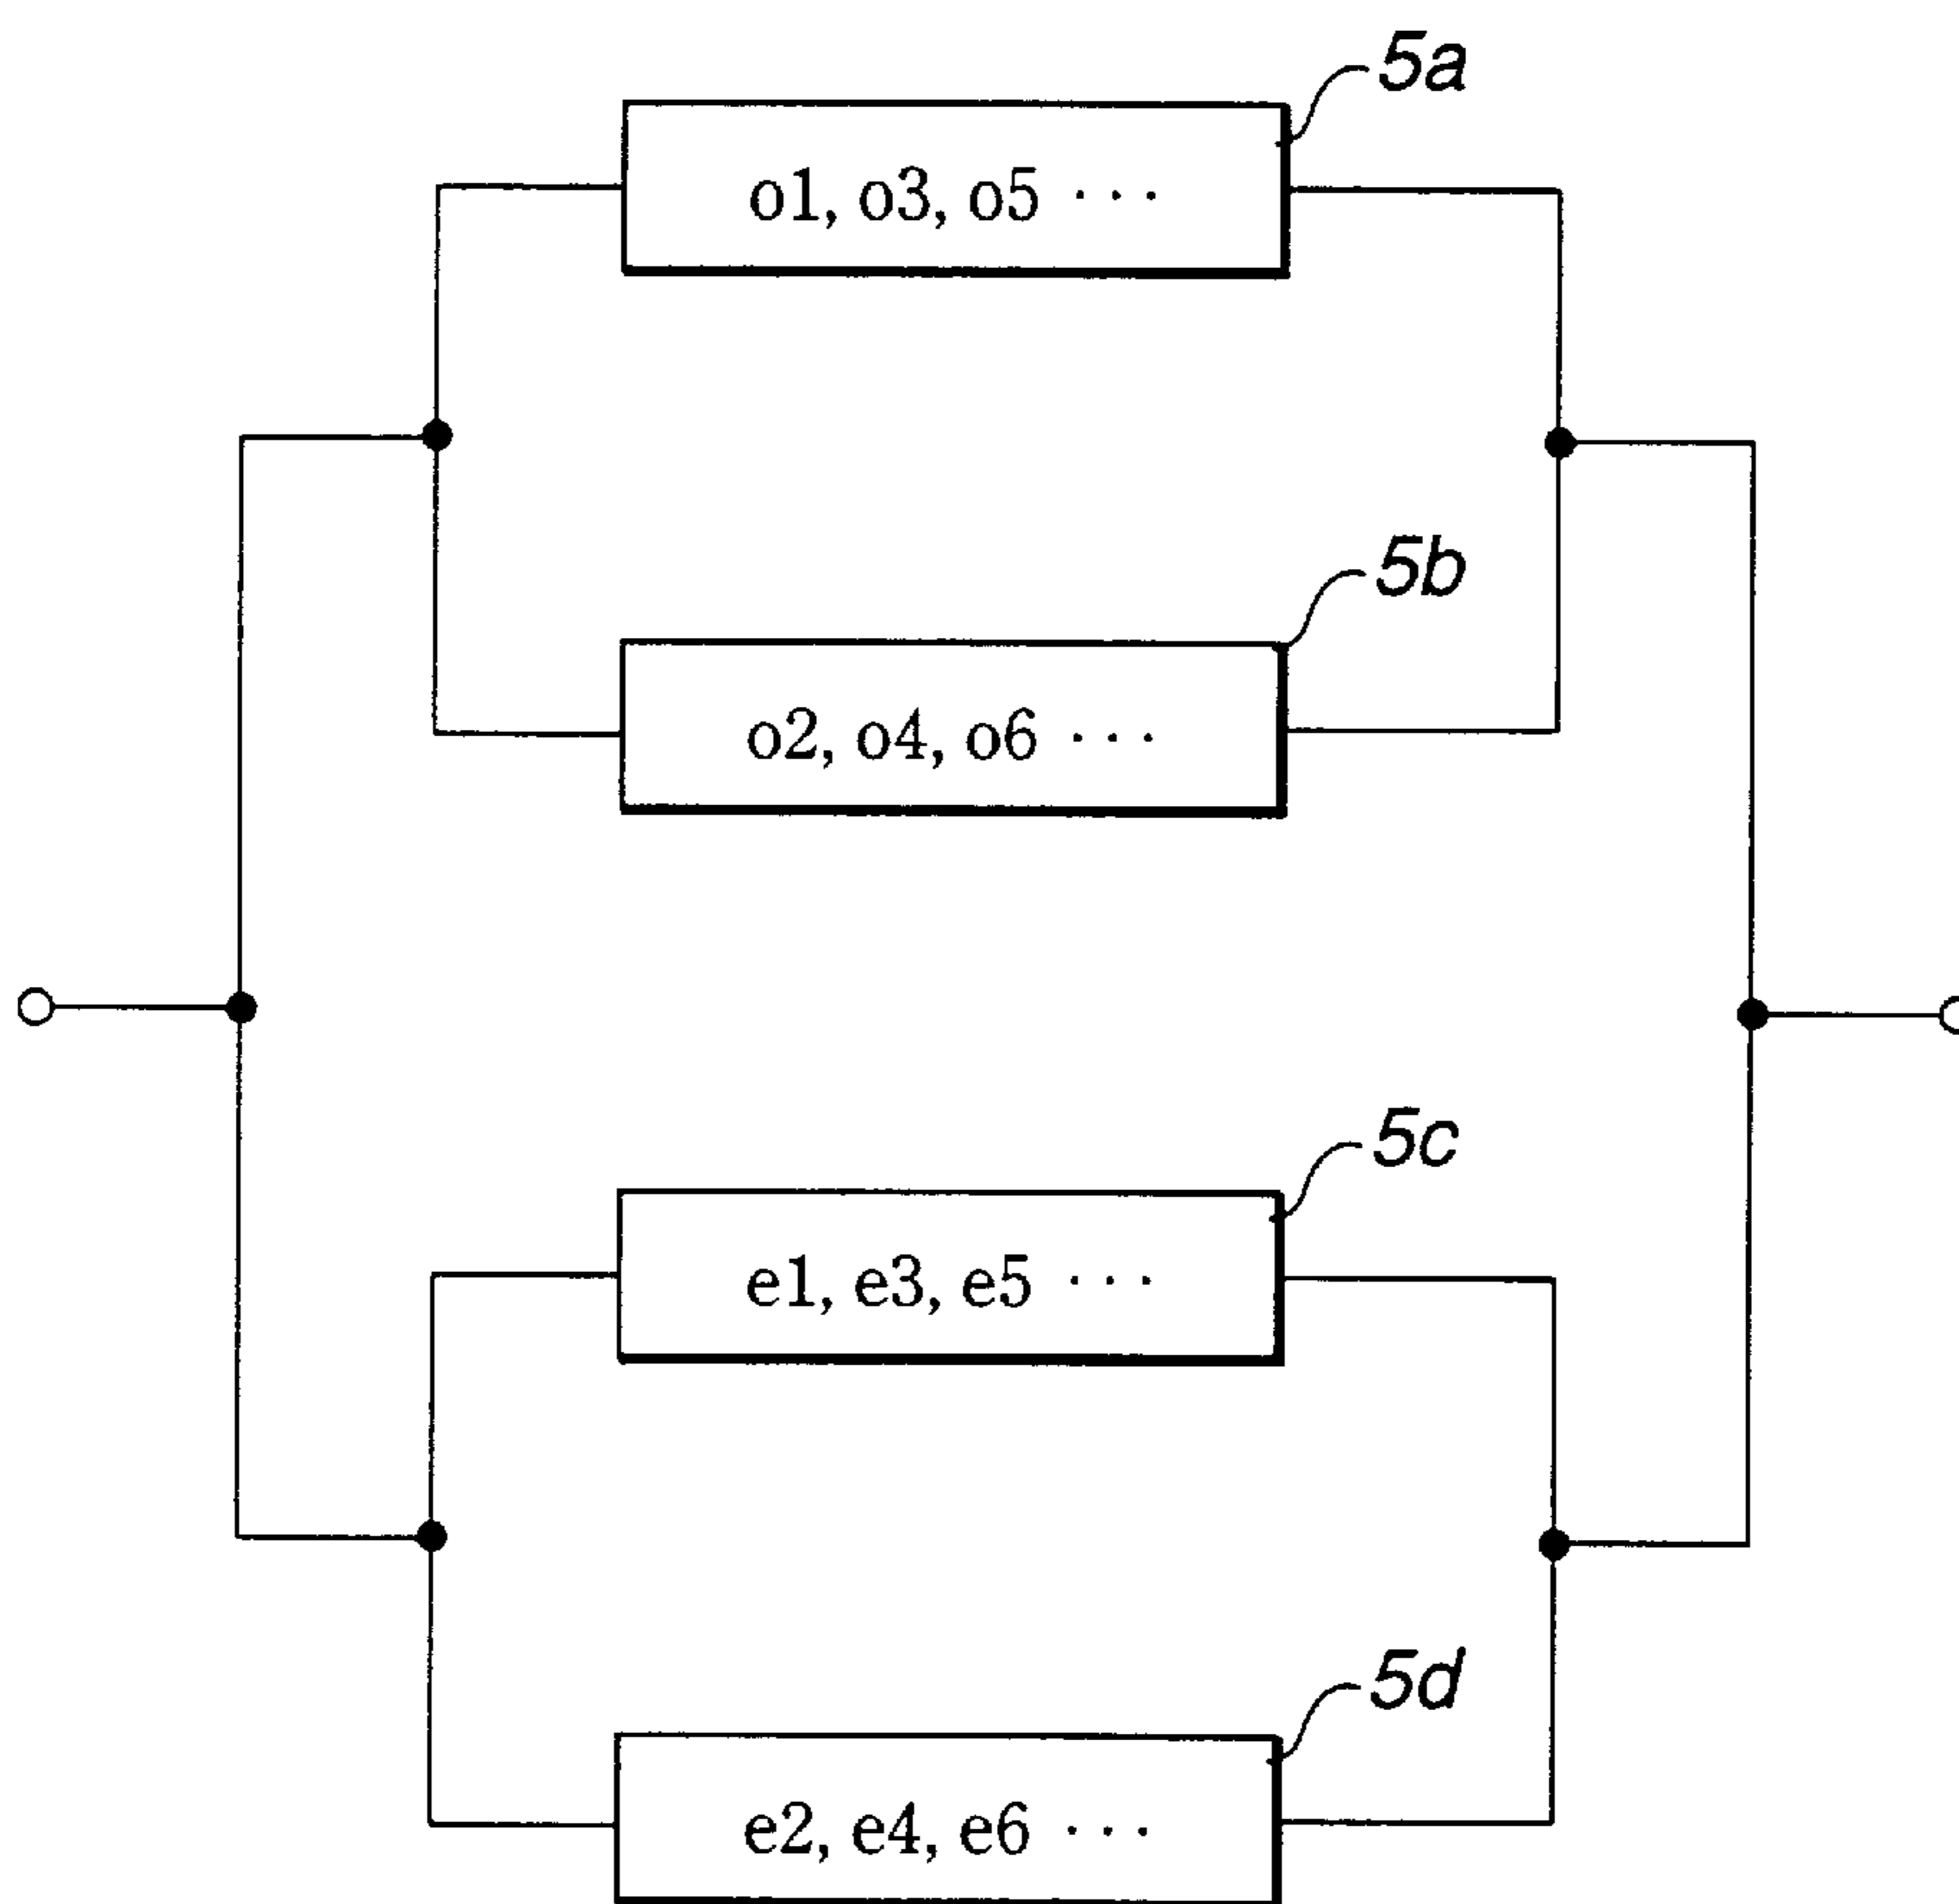 5a
o1, o3, o5 ···
5b
o2, o4, o6 ···
5c
e1, e3, e5 ···
5d
e2, e4, e6 ···